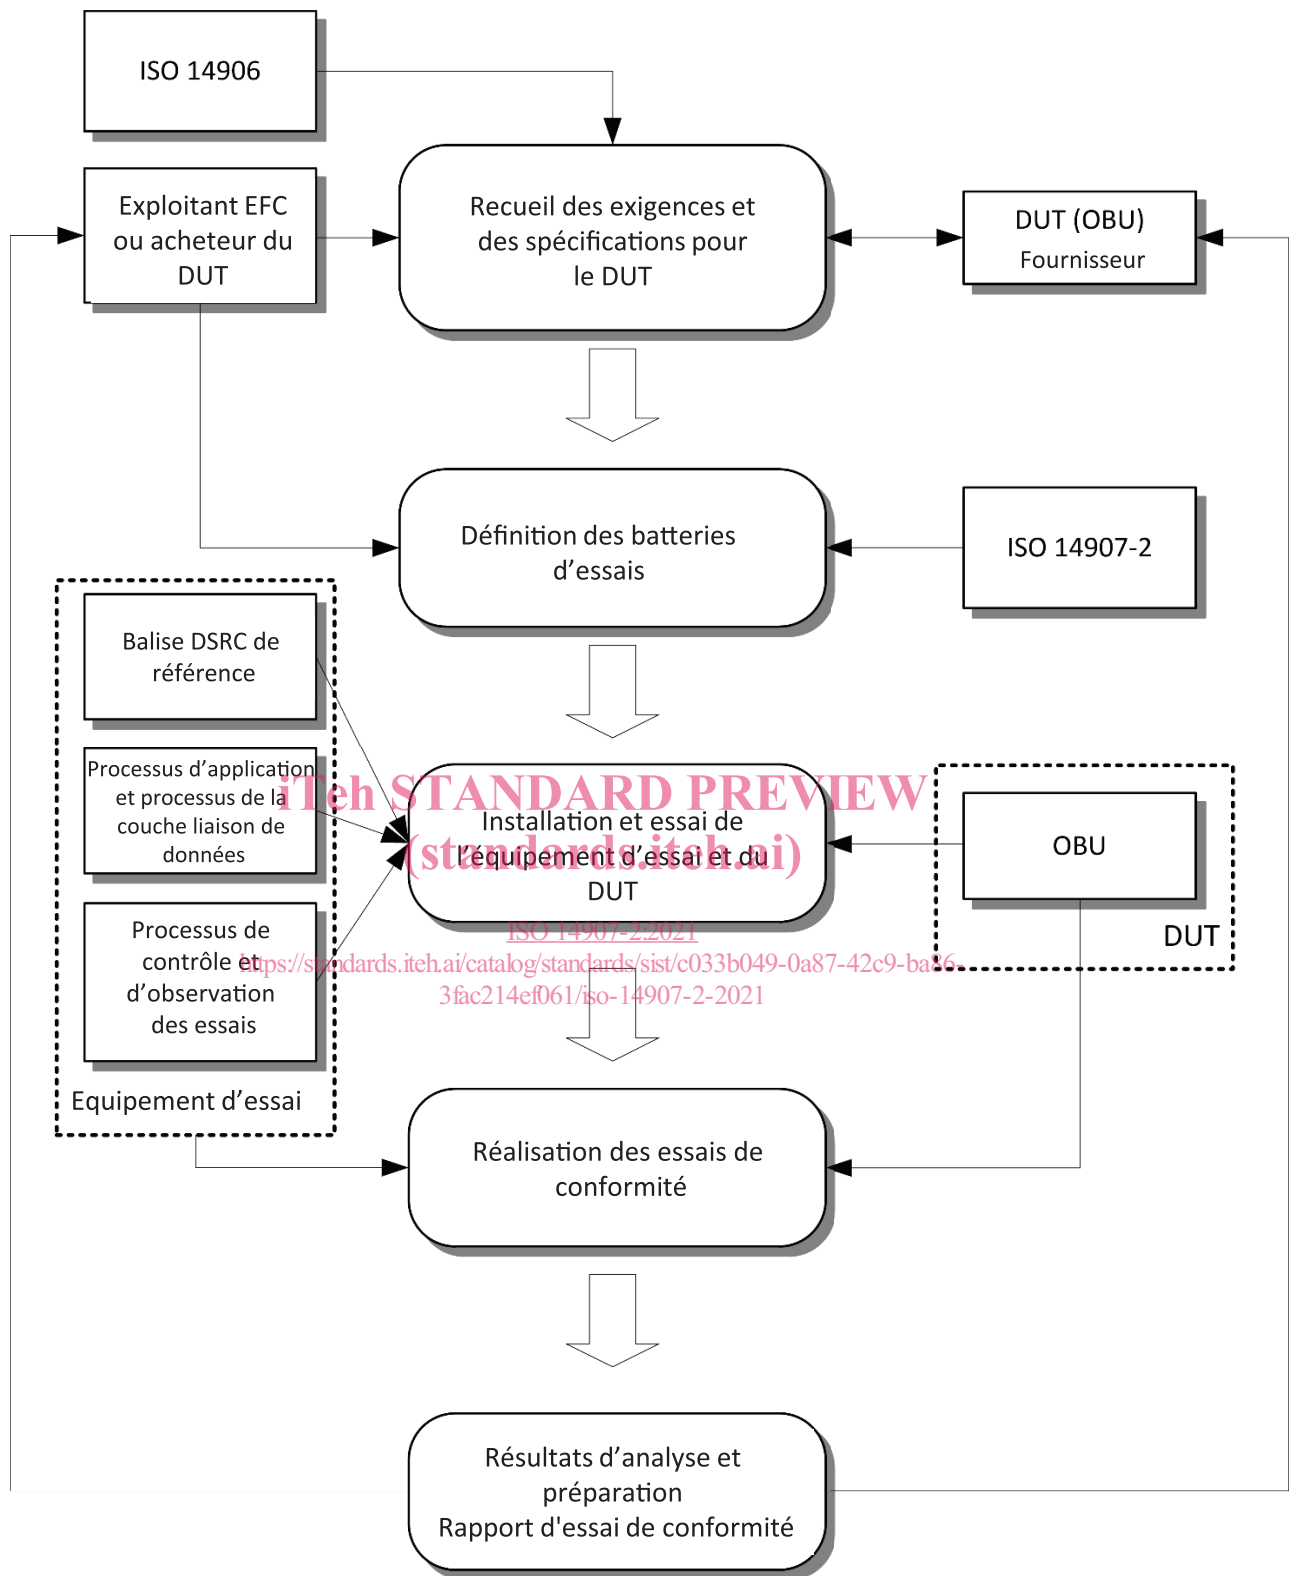 ISO 14906
Exploitant EFC
ou acheteur du
DUT
Recueil des exigences et
des spécifications pour
le DUT
DUT (OBU)
Fournisseur
Définition des batteries
d’essais
ISO 14907-2
Balise DSRC de
référence
Processus d’application
et processus de la
couche liaison de
données
Processus de
contrôle et
d’observation
des essais
Equipement d’essai
iTeh STANDARD PREVIEW
(standards.iteh.ai)
Installation et essai de
l’équipement d’essai et du
DUT
OBU
DUT
ISO 14907-2:2021
https://standards.iteh.ai/catalog/standards/sist/c033b049-0a87-42c9-ba86-
3fac214ef061/iso-14907-2-2021
Réalisation des essais de
conformité
Résultats d’analyse et
préparation
Rapport d'essai de conformité